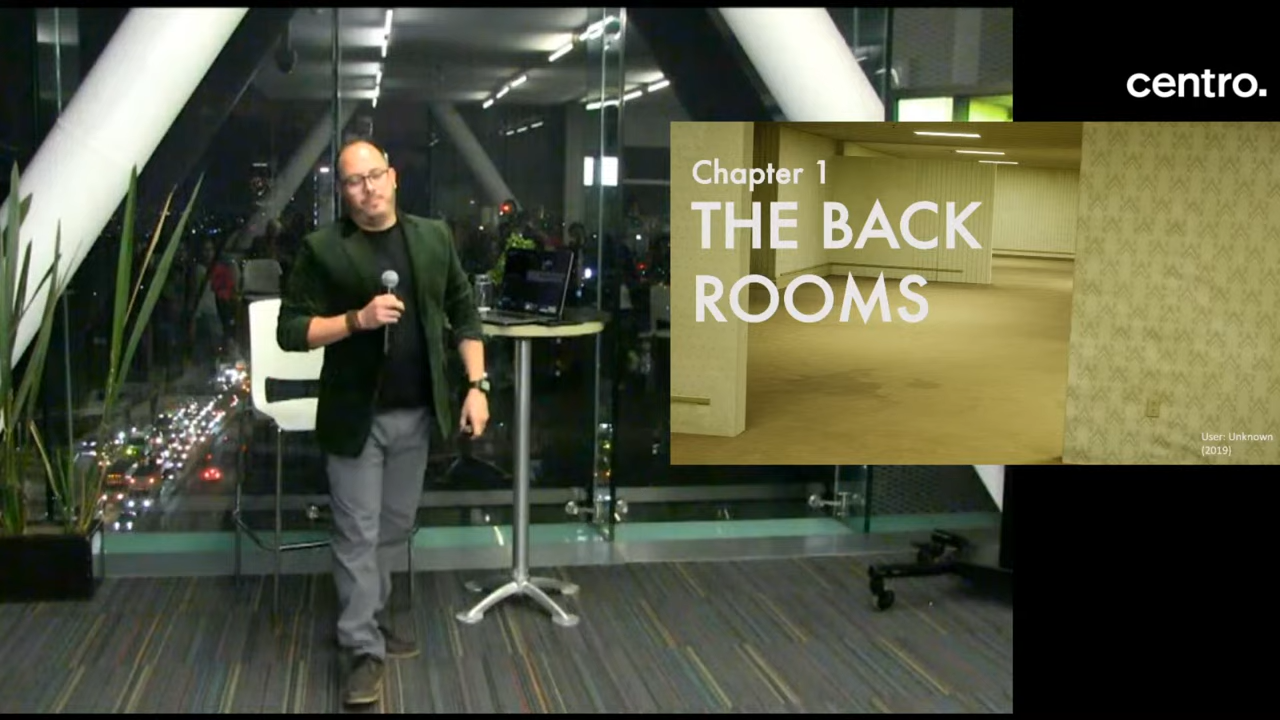 centro.
Chapter 1
THE BACK
ROOMS
User: Unknown
(2019)